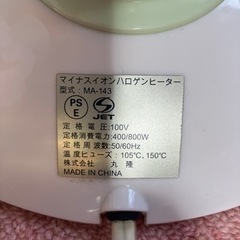 マイナスイオンハロゲンヒーター
型式：MA-143
PS
E
JET
定格電圧：100V
定格消費電力：400/800W
定格周波数：50/60Hz
温度ヒューズ：105℃、150℃
株式会社 丸隆
MADE IN CHINA